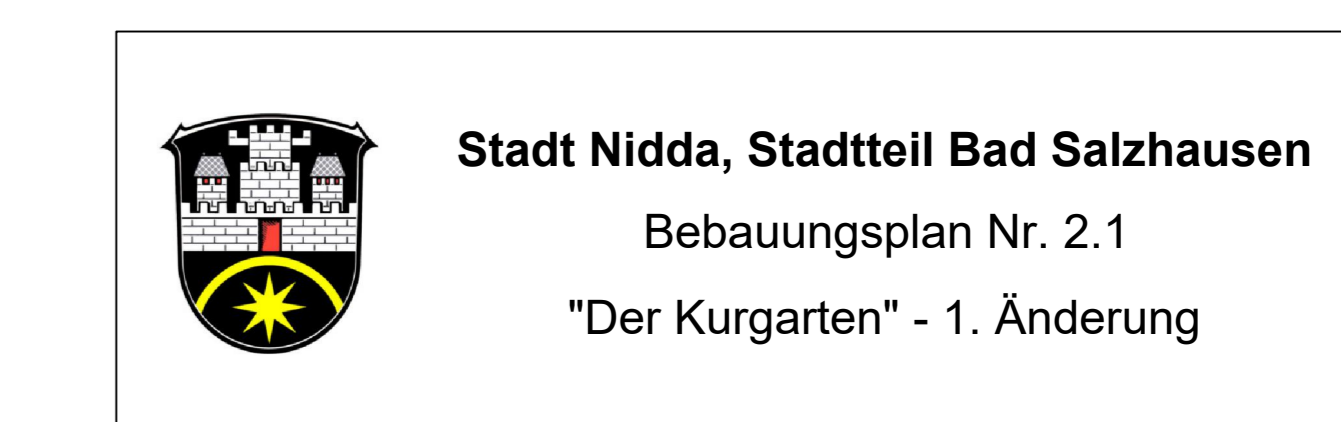 Stadt Nidda, Stadtteil Bad Salzhausen
Bebauungsplan Nr. 2.1
"Der Kurgarten" - 1. Änderung